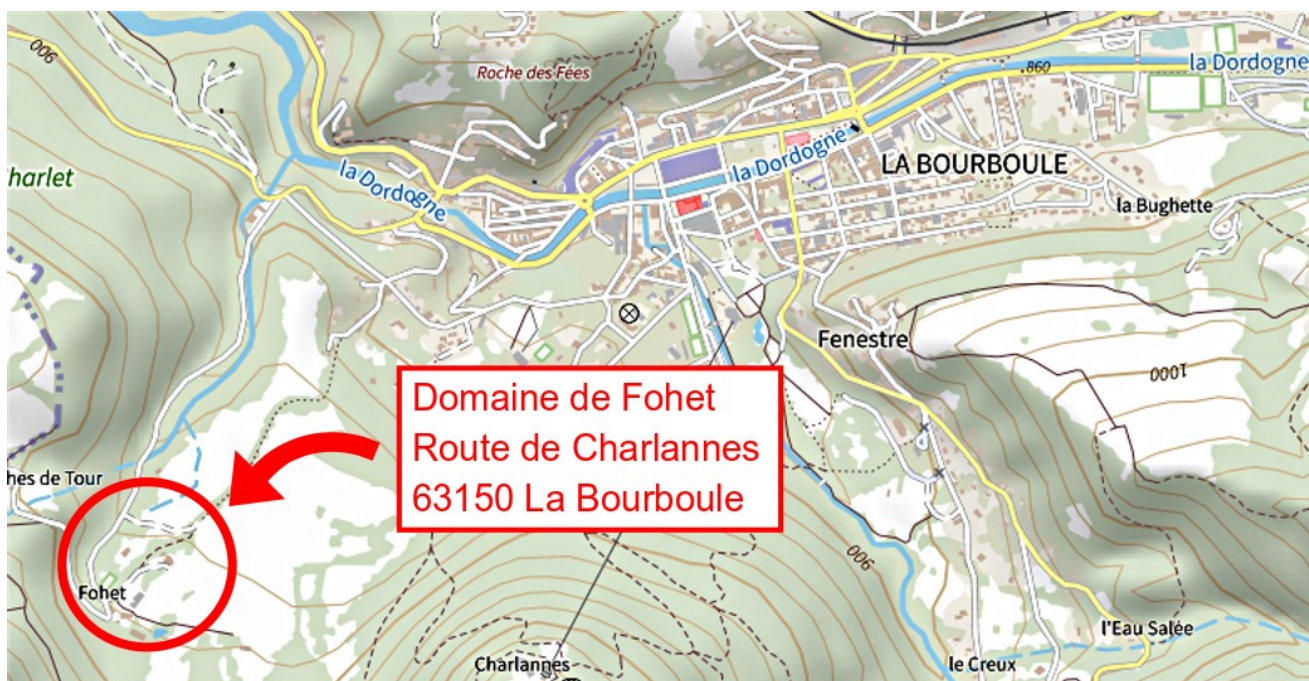 Roche des Fées
la Dordogne
860
la Dordogne
la Dordogne
LA BOURBOULE
la Bughette
harlet
900
Fenestre
1000
Domaine de Fohet
Route de Charlannes
63150 La Bourboule
hes de Tour
Fohet
900
l'Eau Salée
le Creux
Charlannes